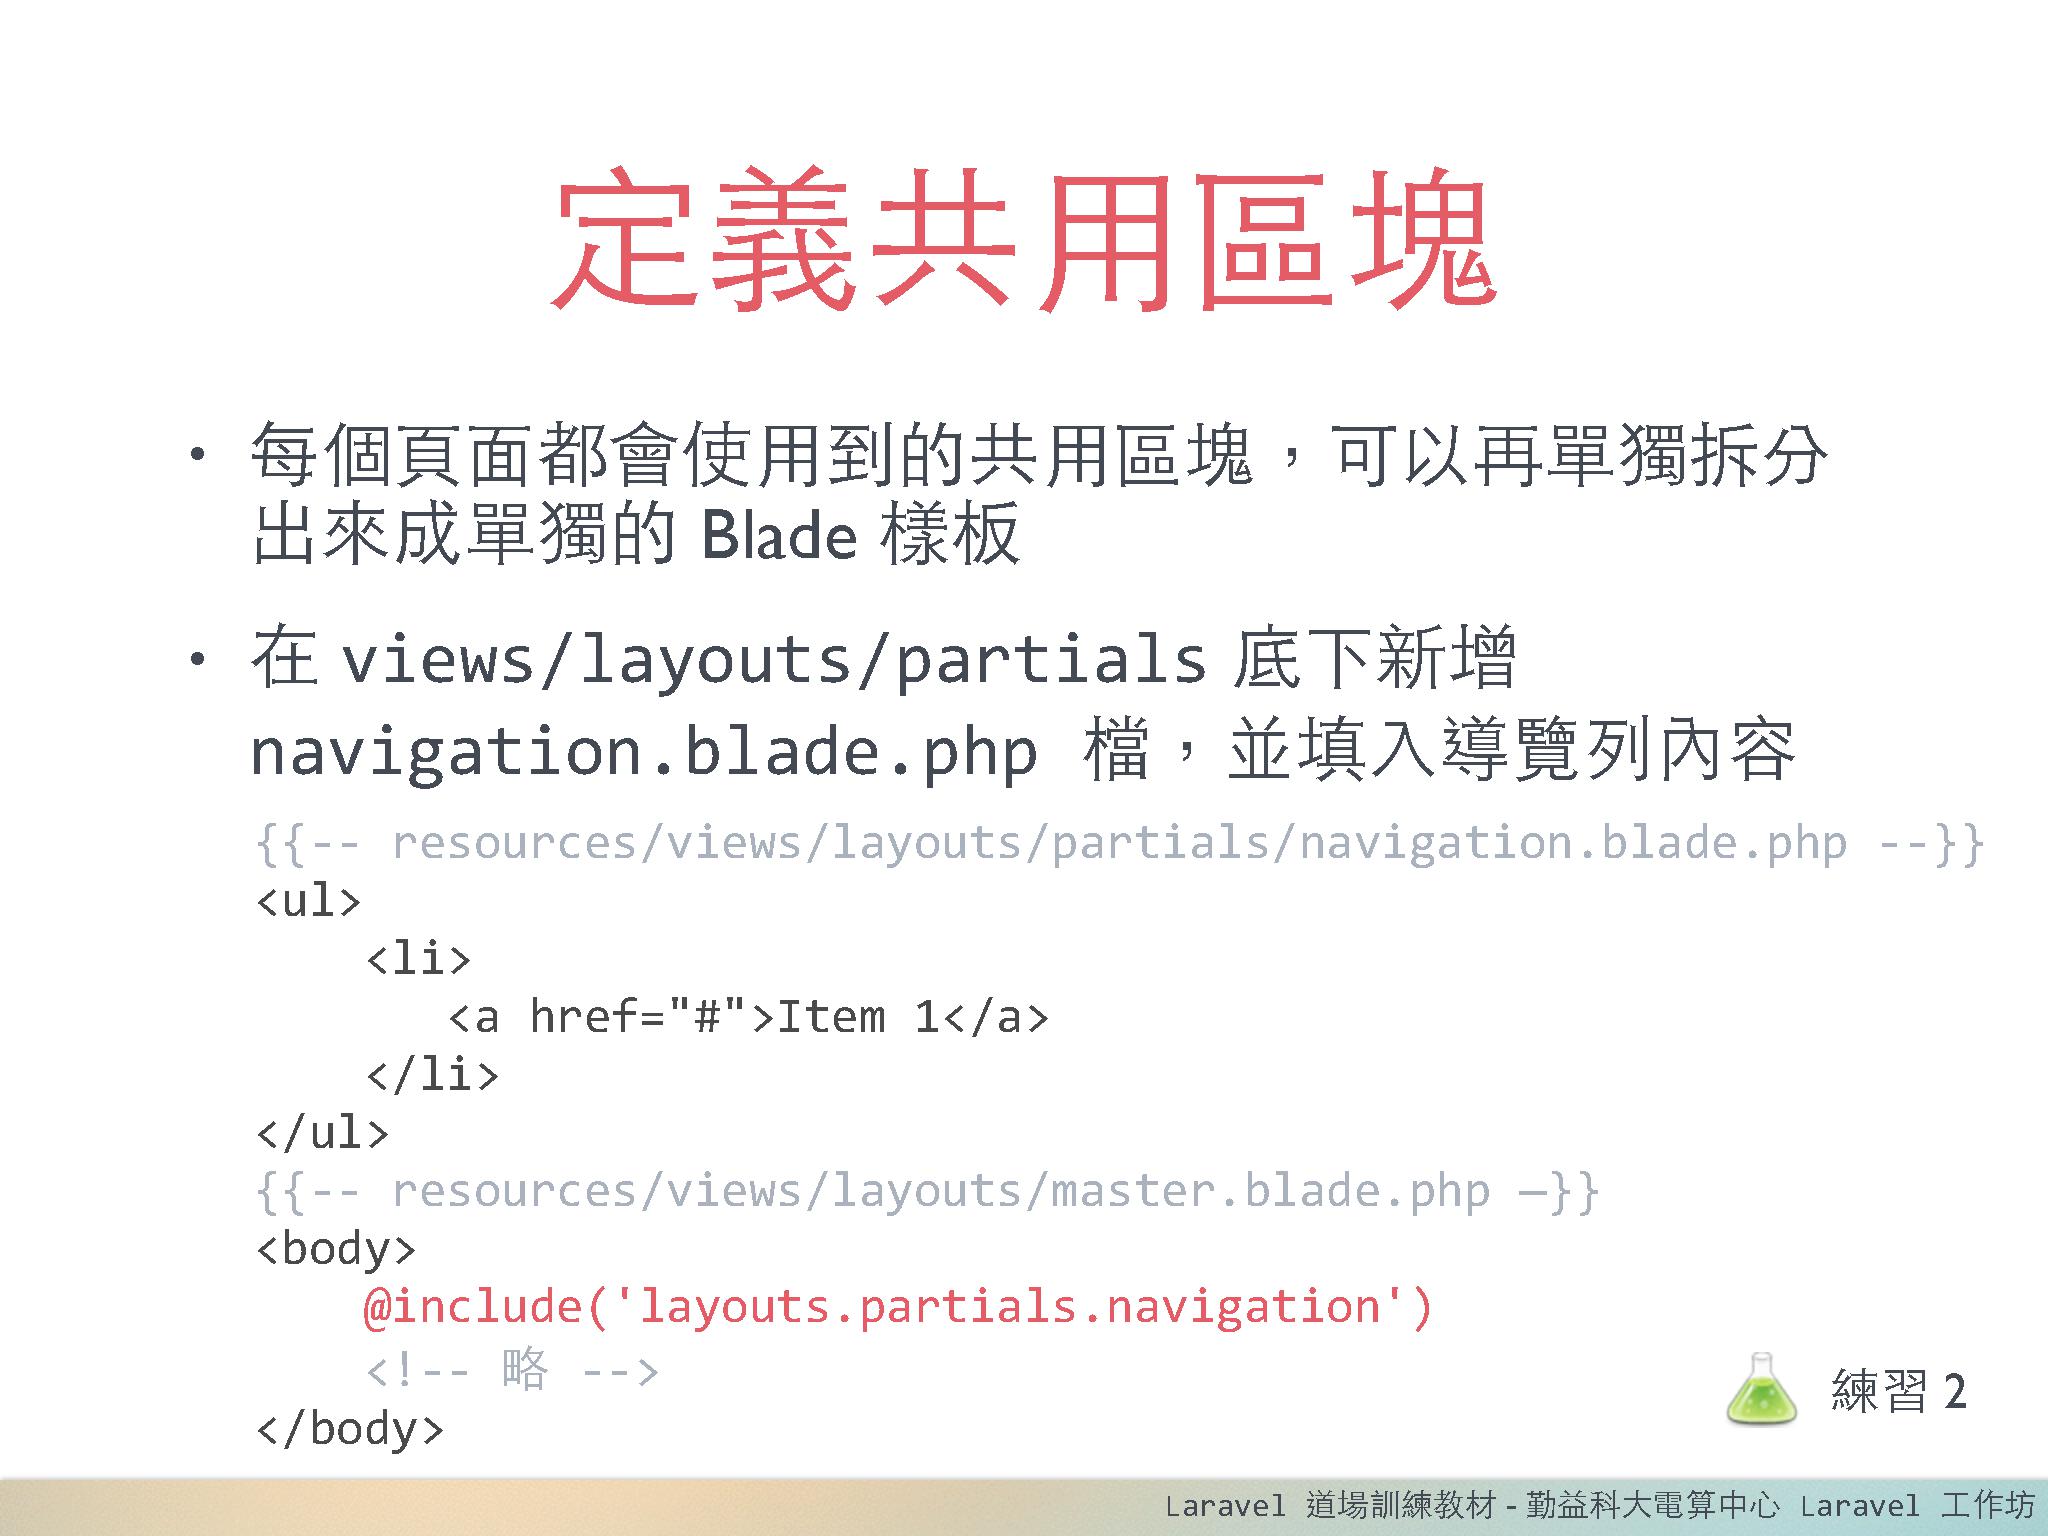 定義共用區塊
• 每個頁面都會使用到的共用區塊，可以再單獨拆分
出來成單獨的 Blade 樣板
• 在 views/layouts/partials 底下新增
navigation.blade.php 檔，並填入導覽列內容
{{-- resources/views/layouts/partials/navigation.blade.php --}}
<ul>
    <li>
       <a href="#">Item 1</a>
    </li>
</ul>
{{-- resources/views/layouts/master.blade.php —}}
<body>
    @include('layouts.partials.navigation')
    <!-- 略 -->
</body>
練習 2
Laravel 道場訓練教材 - 勤益科大電算中心 Laravel 工作坊